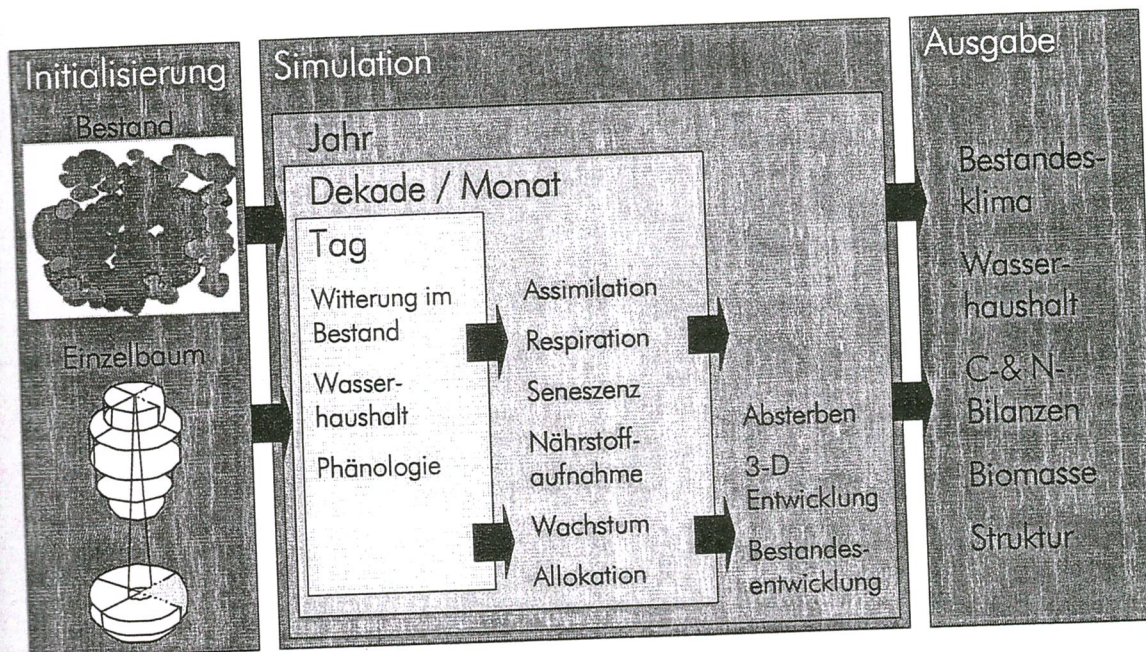 Initialisierung
Bestand
Einzelbaum
Simulation
Jahr
Dekade / Monat
Tag
Witterung im
Bestand
Wasser-
haushalt
Phänologie
Assimilation
Respiration
Seneszenz
Nährstoff-
aufnahme
Wachstum
Allokation
Absterben
3-D
Entwicklung
Bestandes-
entwicklung
Ausgabe
Bestandes-
klima
Wasser-
haushalt
C-& N-
Bilanzen
Biomasse
Struktur